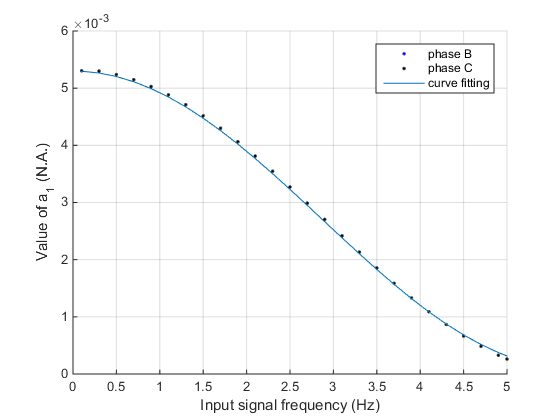 ×10⁻³
6
5
4
3
2
1
0
0 0.5 1 1.5 2 2.5 3 3.5 4 4.5 5
Value of a₁ (N.A.)
Input signal frequency (Hz)
phase B
phase C
curve fitting